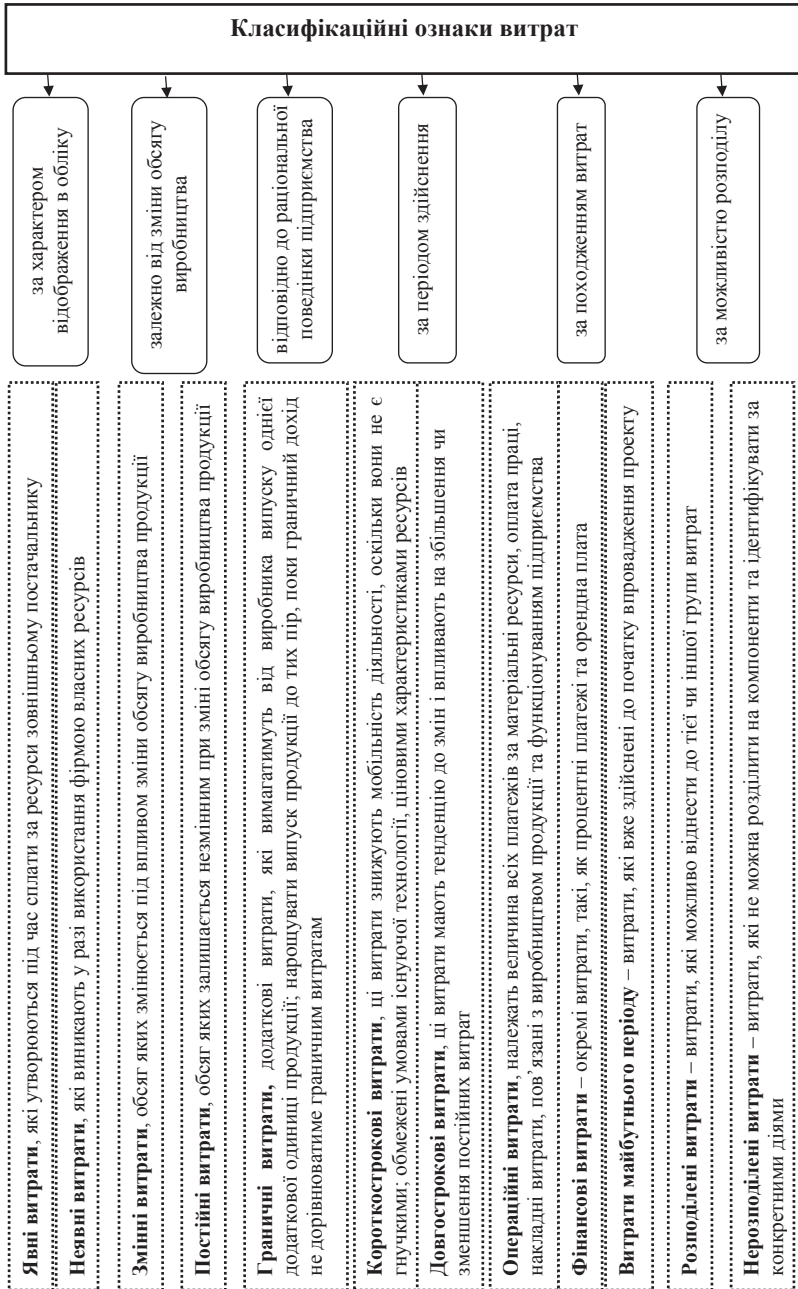 Класифікаційні ознаки витрат
за характером
відображення в обліку
Явні витрати, які утворюються під час сплати за ресурси зовнішньому постачальнику
Неявні витрати, які виникають у разі використання фірмою власних ресурсів
залежно від зміни обсягу
виробництва
Змінні витрати, обсяг яких змінюється під впливом зміни обсягу виробництва продукції
Постійні витрати, обсяг яких залишається незмінним при зміні обсягу виробництва продукції
відповідно до раціональної
поведінки підприємства
Граничні витрати, додаткові витрати, які вимагатимуть від виробника випуску однієї
додаткової одиниці продукції; нарощувати випуск продукції до тих пір, поки граничний дохід
не дорівнюватиме граничним витратам
за періодом здійснення
Короткострокові витрати, ці витрати знижують мобільність діяльності, оскільки вони не є
гнучкими; обмежені умовами існуючої технології, ціновими характеристиками ресурсів
Довгострокові витрати, ці витрати мають тенденцію до змін і впливають на збільшення чи
зменшення постійних витрат
за походженням витрат
Операційні витрати, належать величина всіх платежів за матеріальні ресурси, оплата праці,
накладні витрати, пов’язані з виробництвом продукції та функціонуванням підприємства
Фінансові витрати – окремі витрати, такі, як процентні платежі та орендна плата
Витрати майбутнього періоду – витрати, які вже здійснені до початку впровадження проекту
за можливістю розподілу
Розподілені витрати – витрати, які можливо віднести до тієї чи іншої групи витрат
Нерозподілені витрати – витрати, які не можна розділити на компоненти та ідентифікувати за
конкретними діями